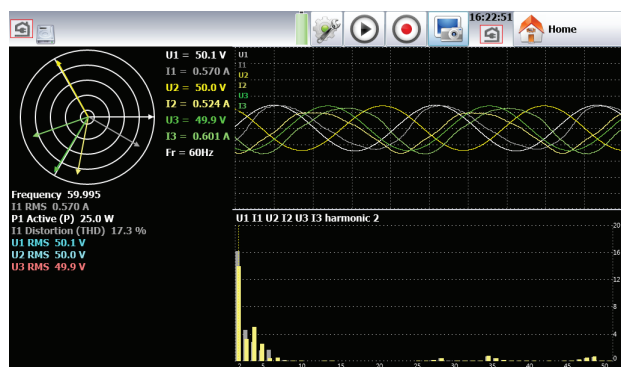 16:22:51
Home
U1 = 50.1 V
I1 = 0.570 A
U2 = 50.0 V
I2 = 0.524 A
U3 = 49.9 V
I3 = 0.601 A
Fr = 60Hz
U1
I1
U2
I2
U3
I3
Frequency 59.995
I1 RMS 0.570 A
P1 Active (P) 25.0 W
I1 Distortion (THD) 17.3 %
U1 RMS 50.1 V
U2 RMS 50.0 V
U3 RMS 49.9 V
U1 I1 U2 I2 U3 I3 harmonic 2
20
16
12
8
4
0
2 5 10 15 20 25 30 35 40 45 50